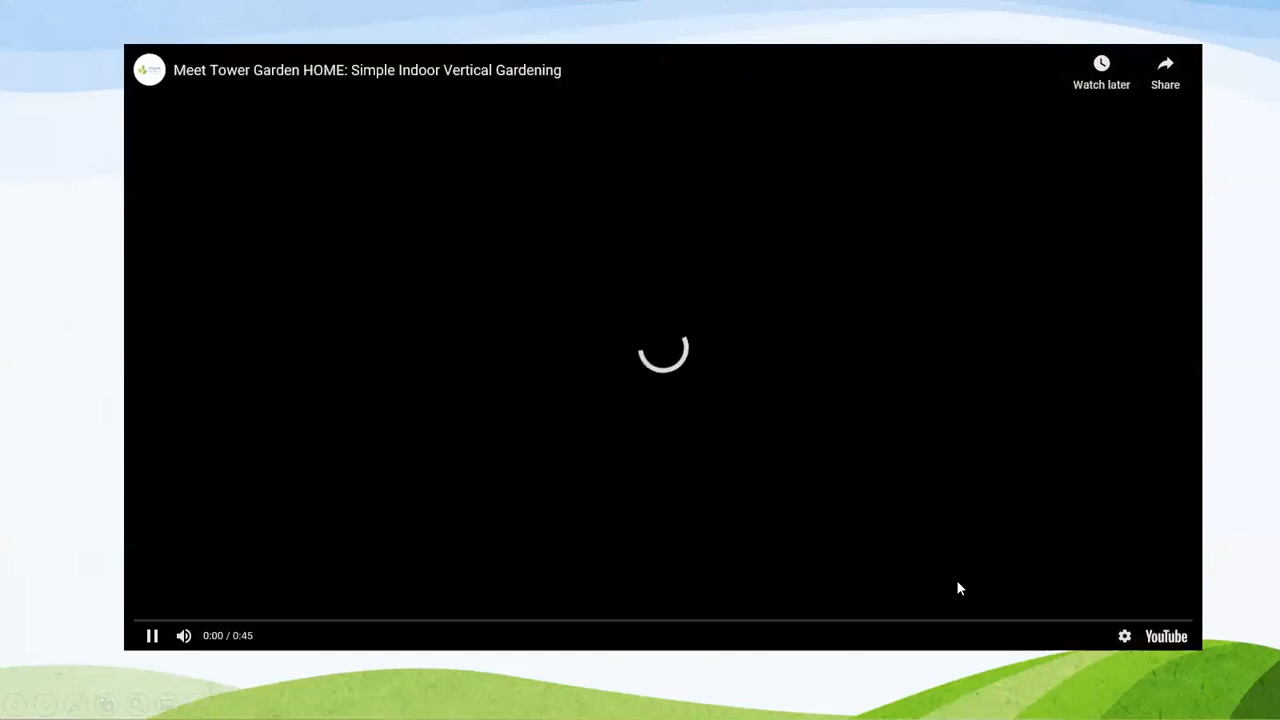 Meet Tower Garden HOME: Simple Indoor Vertical Gardening
Watch later
Share
0:00 / 0:45
YouTube